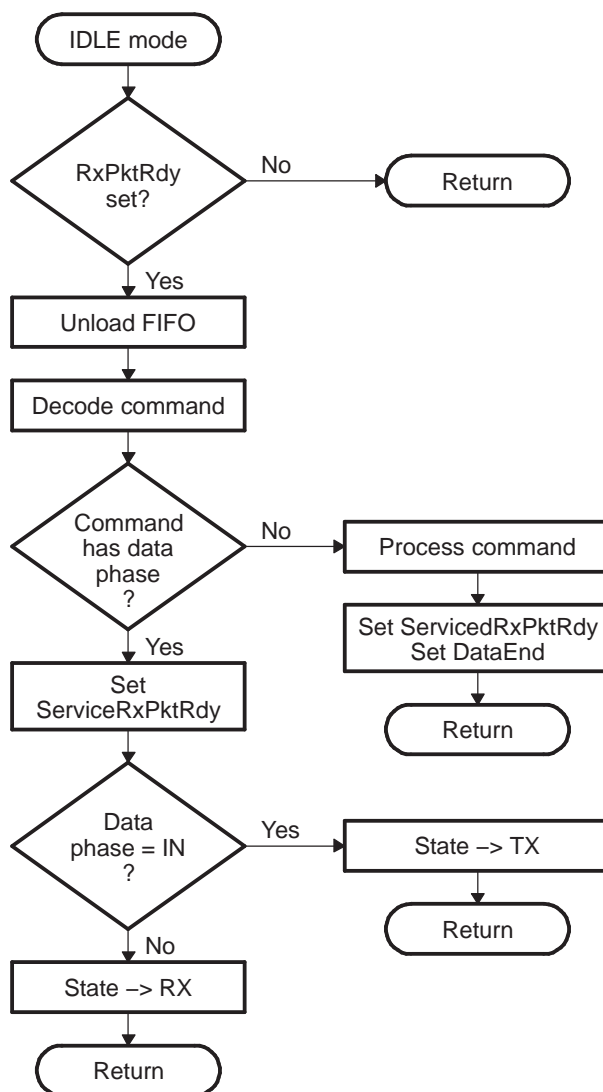 IDLE mode
RxPktRdy
set?
No
Return
Yes
Unload FIFO
Decode command
Command
has data
phase
?
No
Process command
Set ServicedRxPktRdy
Set DataEnd
Return
Yes
Set
ServiceRxPktRdy
Data
phase = IN
?
Yes
State −> TX
Return
No
State −> RX
Return